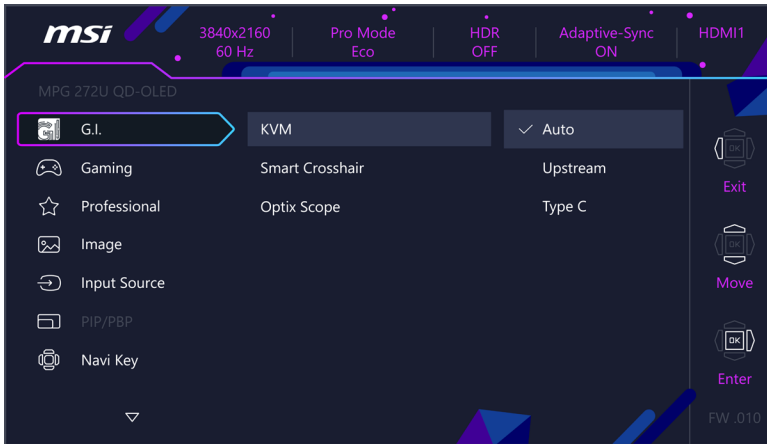 msi
3840x2160
60 Hz
Pro Mode
Eco
HDR
OFF
Adaptive-Sync
ON
HDMI1
MPG 272U QD-OLED
G.I.
KVM
Auto
Gaming
Smart Crosshair
Upstream
Professional
Optix Scope
Type C
Image
Input Source
PIP/PBP
Navi Key
OK
Exit
OK
Move
OK
Enter
FW .010